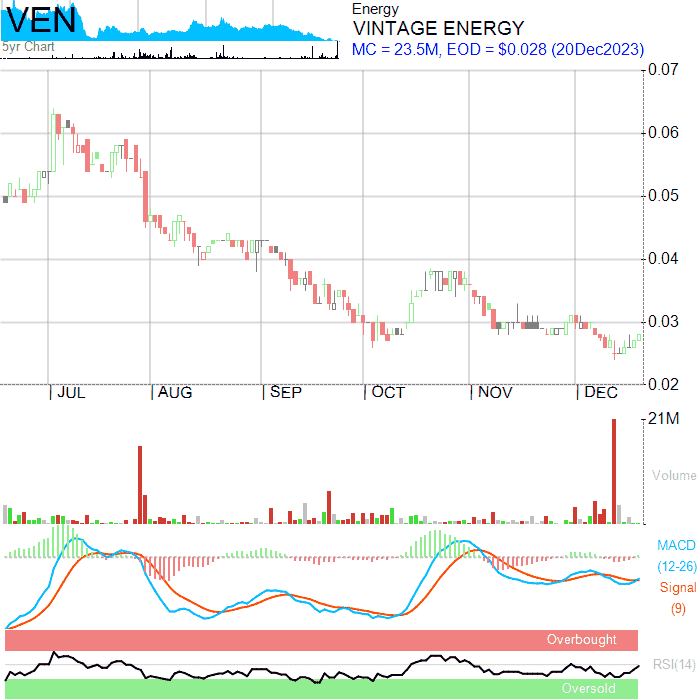 VEN
5yr Chart
Energy
VINTAGE ENERGY
MC = 23.5M, EOD = $0.028 (20Dec2023)
0.07
0.06
0.05
0.04
0.03
0.02
JUL AUG SEP OCT NOV DEC
21M
Volume
MACD
(12-26)
Signal
(9)
Overbought
RSI(14)
Oversold